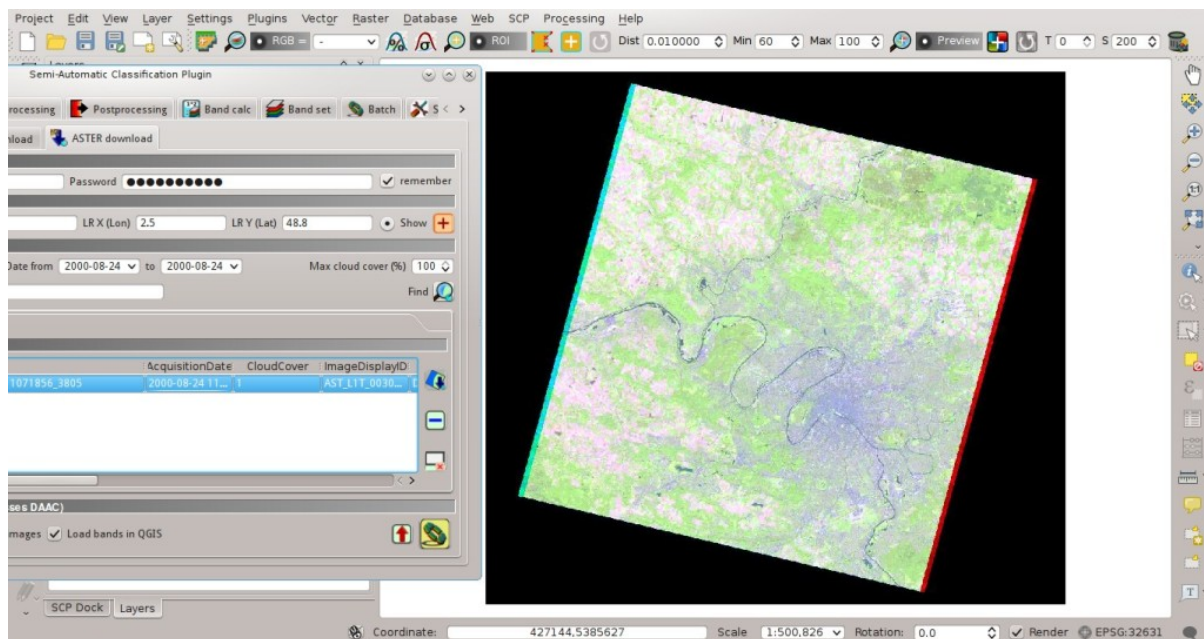 Project Edit View Layer Settings Plugins Vector Raster Database Web SCP Processing Help
RGB = - ROI Dist 0.010000 Min 60 Max 100 Preview T 0 S 200
Layers
Semi-Automatic Classification Plugin
rocessing Postprocessing Band calc Band set Batch S < >
nload ASTER download
Password ●●●●●●●●●● remember
LR X (Lon) 2.5 LR Y (Lat) 48.8 Show
Date from 2000-08-24 to 2000-08-24 Max cloud cover (%) 100
Find
AcquisitionDate CloudCover ImageDisplayID
1071856_3805 2000-08-24 11... 1 AST_L1T_0030...
ses DAAC)
mages Load bands in QGIS
SCP Dock Layers
Coordinate: 427144,5385627 Scale 1:500,826 Rotation: 0.0 Render EPSG:32631